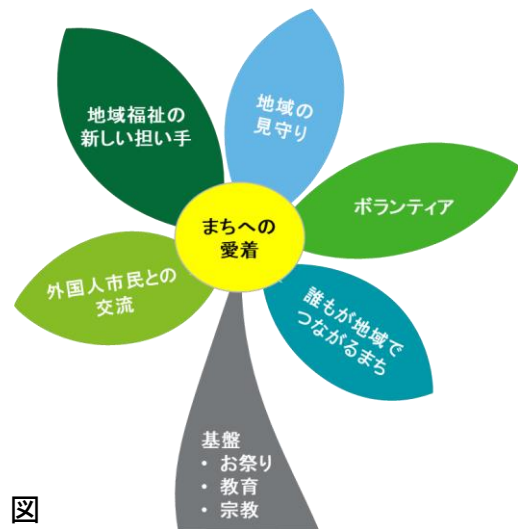 地域福祉の
新しい担い手
地域の
見守り
ボランティア
まちへの
愛着
外国人市民との
交流
誰もが地域で
つながるまち
基盤
・ お祭り
・ 教育
・ 宗教
図